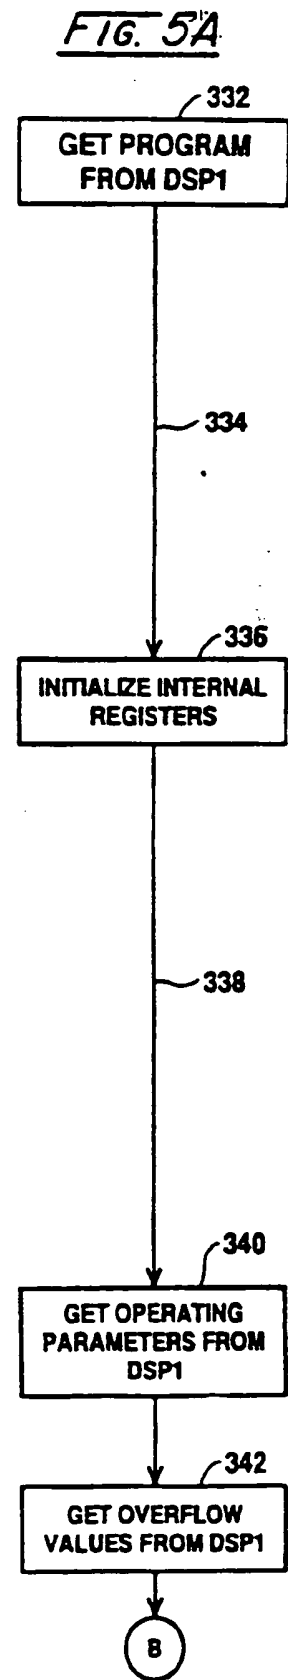 FIG. 5A
332
GET PROGRAM
FROM DSP1
334
336
INITIALIZE INTERNAL
REGISTERS
338
340
GET OPERATING
PARAMETERS FROM
DSP1
342
GET OVERFLOW
VALUES FROM DSP1
B